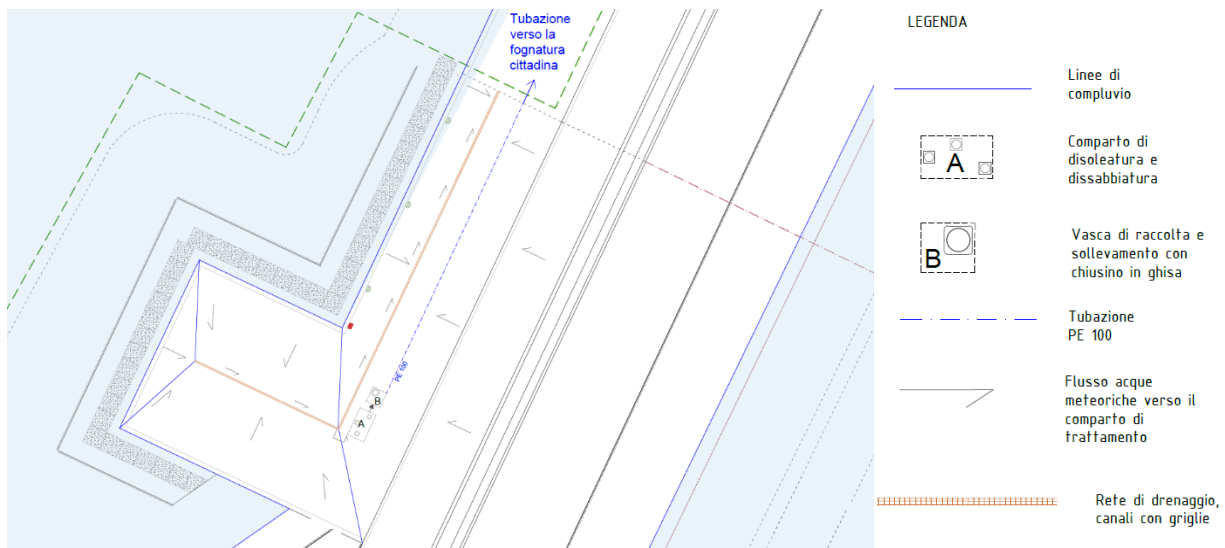 Tubazione
verso la
fognatura
cittadina
PE 100
A
B
LEGENDA
Linee di
compluvio
A
Comparto di
disoleatura e
dissabbiatura
B
Vasca di raccolta e
sollevamento con
chiusino in ghisa
Tubazione
PE 100
Flusso acque
meteoriche verso il
comparto di
trattamento
Rete di drenaggio,
canali con griglie